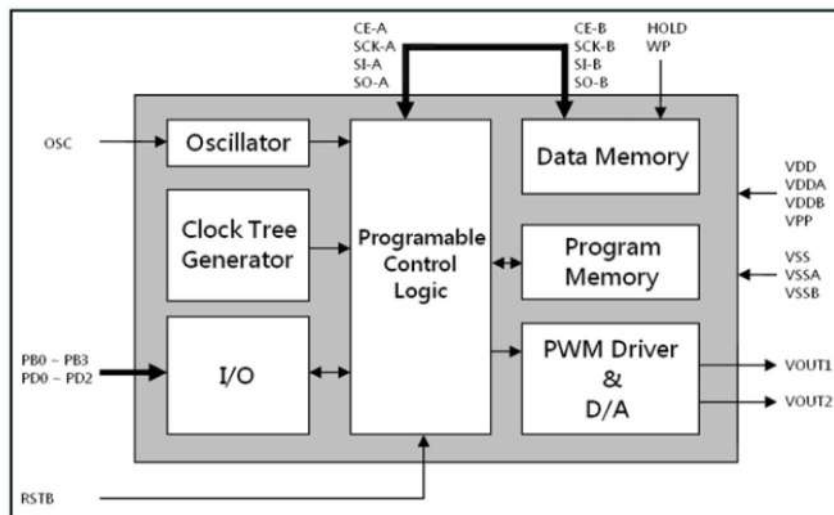 CE-A
SCK-A
SI-A
SO-A
CE-B
SCK-B
SI-B
SO-B
HOLD
WP
OSC
Oscillator
Data Memory
VDD
VDDA
VDDB
VPP
Clock Tree
Generator
Programable
Control
Logic
Program
Memory
VSS
VSSA
VSSB
PB0 ~ PB3
PD0 ~ PD2
I/O
PWM Driver
&
D/A
VOUT1
VOUT2
RSTB